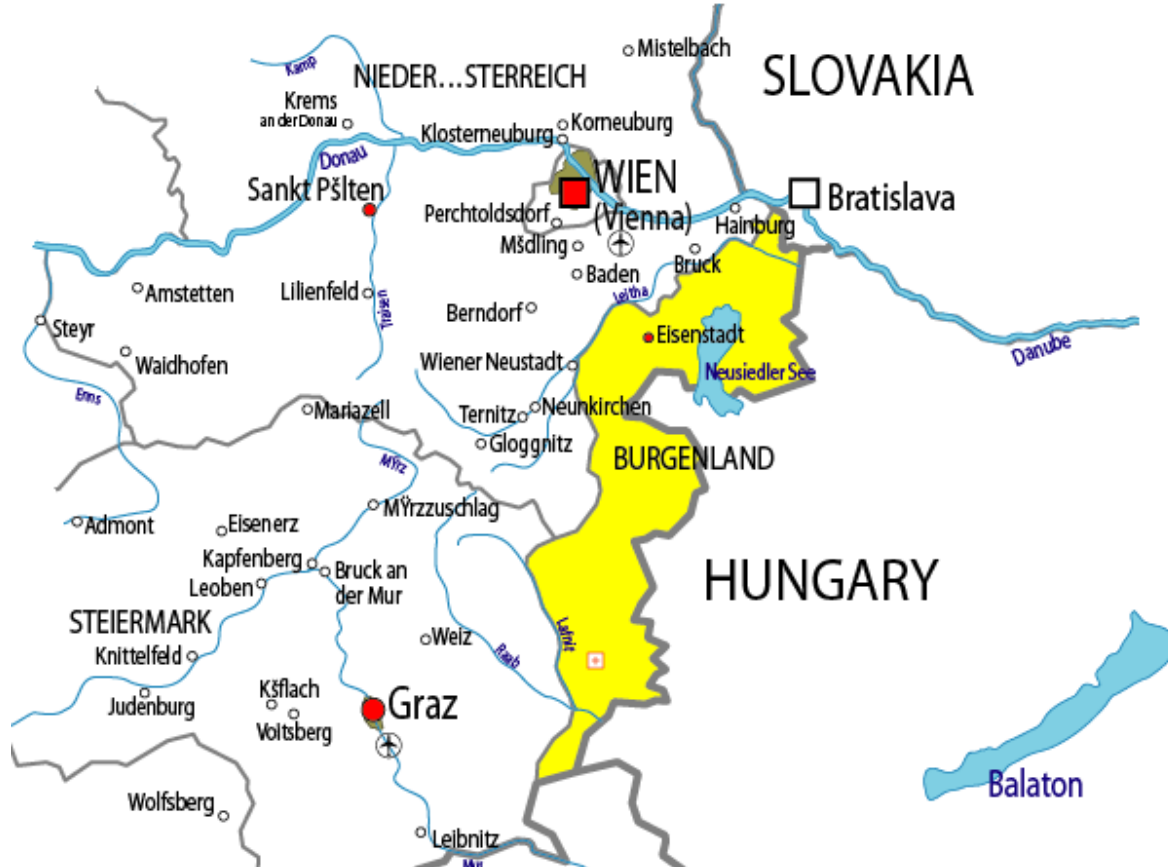 Mistelbach
SLOVAKIA
Kamp
NIEDER...STERREICH
Krems
an der Donau
Korneuburg
Klosterneuburg
Donau
WIEN
(Vienna)
Sankt Pšlten
Bratislava
Perchtoldsdorf
Hainburg
Mšdling
Bruck
Baden
Amstetten
Lilienfeld
Traisen
Leitha
Berndorf
Steyr
Eisenstadt
Danube
Waidhofen
Wiener Neustadt
Neusiedler See
Enns
Mariazell
Ternitz
Neunkirchen
Gloggnitz
BURGENLAND
MŸrz
MŸrzzuschlag
Admont
Eisenerz
Kapfenberg
Bruck an
der Mur
Leoben
HUNGARY
STEIERMARK
Lafnit
Weiz
Raab
Knittelfeld
Kšflach
Judenburg
Graz
Voitsberg
Balaton
Wolfsberg
Leibnitz
Mur